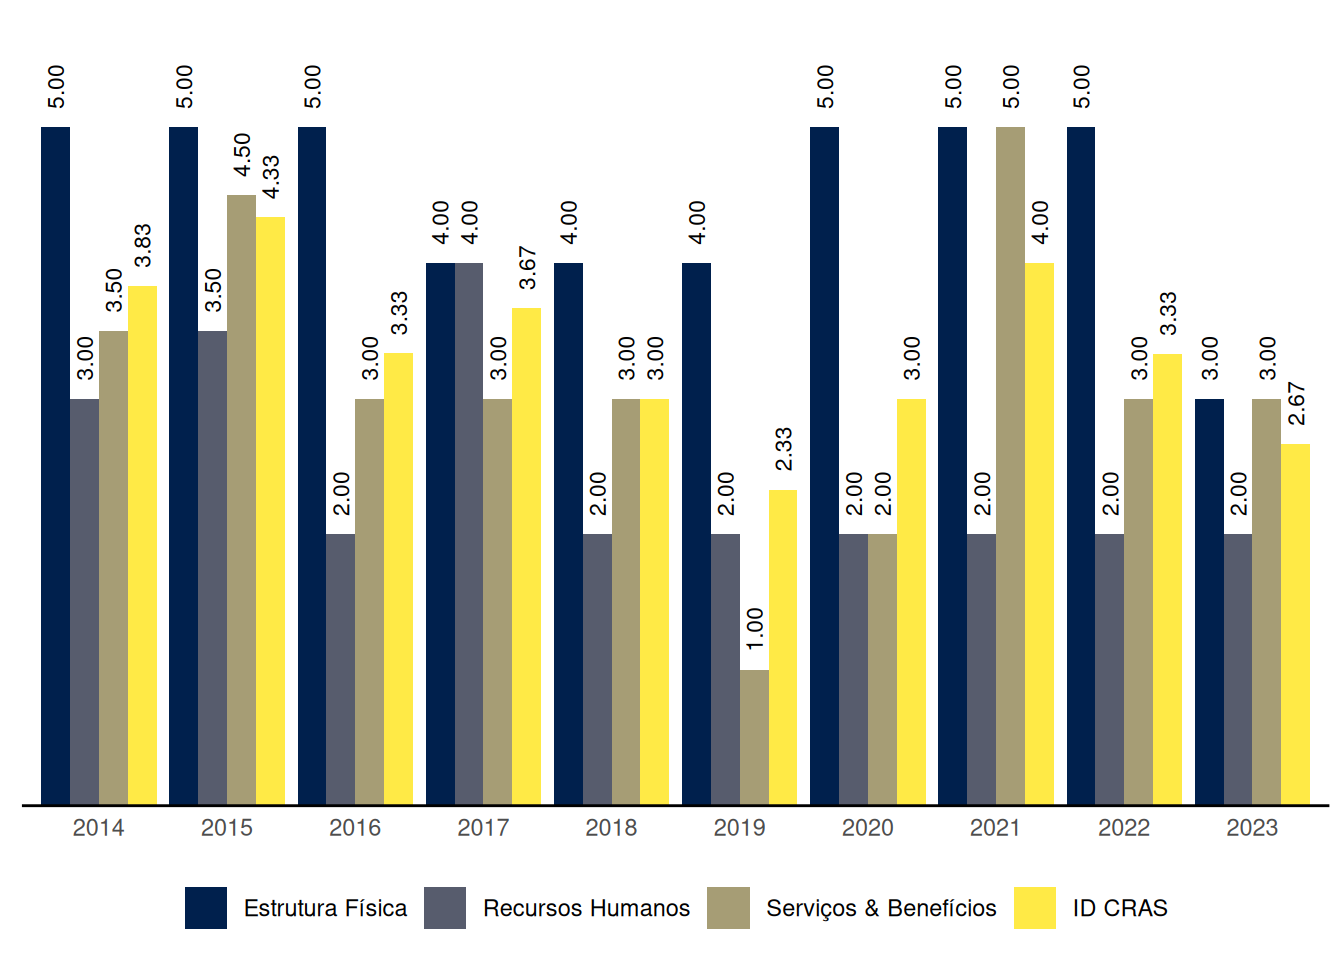 5.00 3.00 3.50 3.83 5.00 3.50 4.50 4.33 5.00 2.00 3.00 3.33 4.00 4.00 3.00 3.67 4.00 2.00 3.00 3.00 4.00 2.00 1.00 2.33 5.00 2.00 2.00 3.00 5.00 2.00 5.00 4.00 5.00 2.00 3.00 3.33 3.00 2.00 3.00 2.67
2014 2015 2016 2017 2018 2019 2020 2021 2022 2023
Estrutura Física Recursos Humanos Serviços & Benefícios ID CRAS